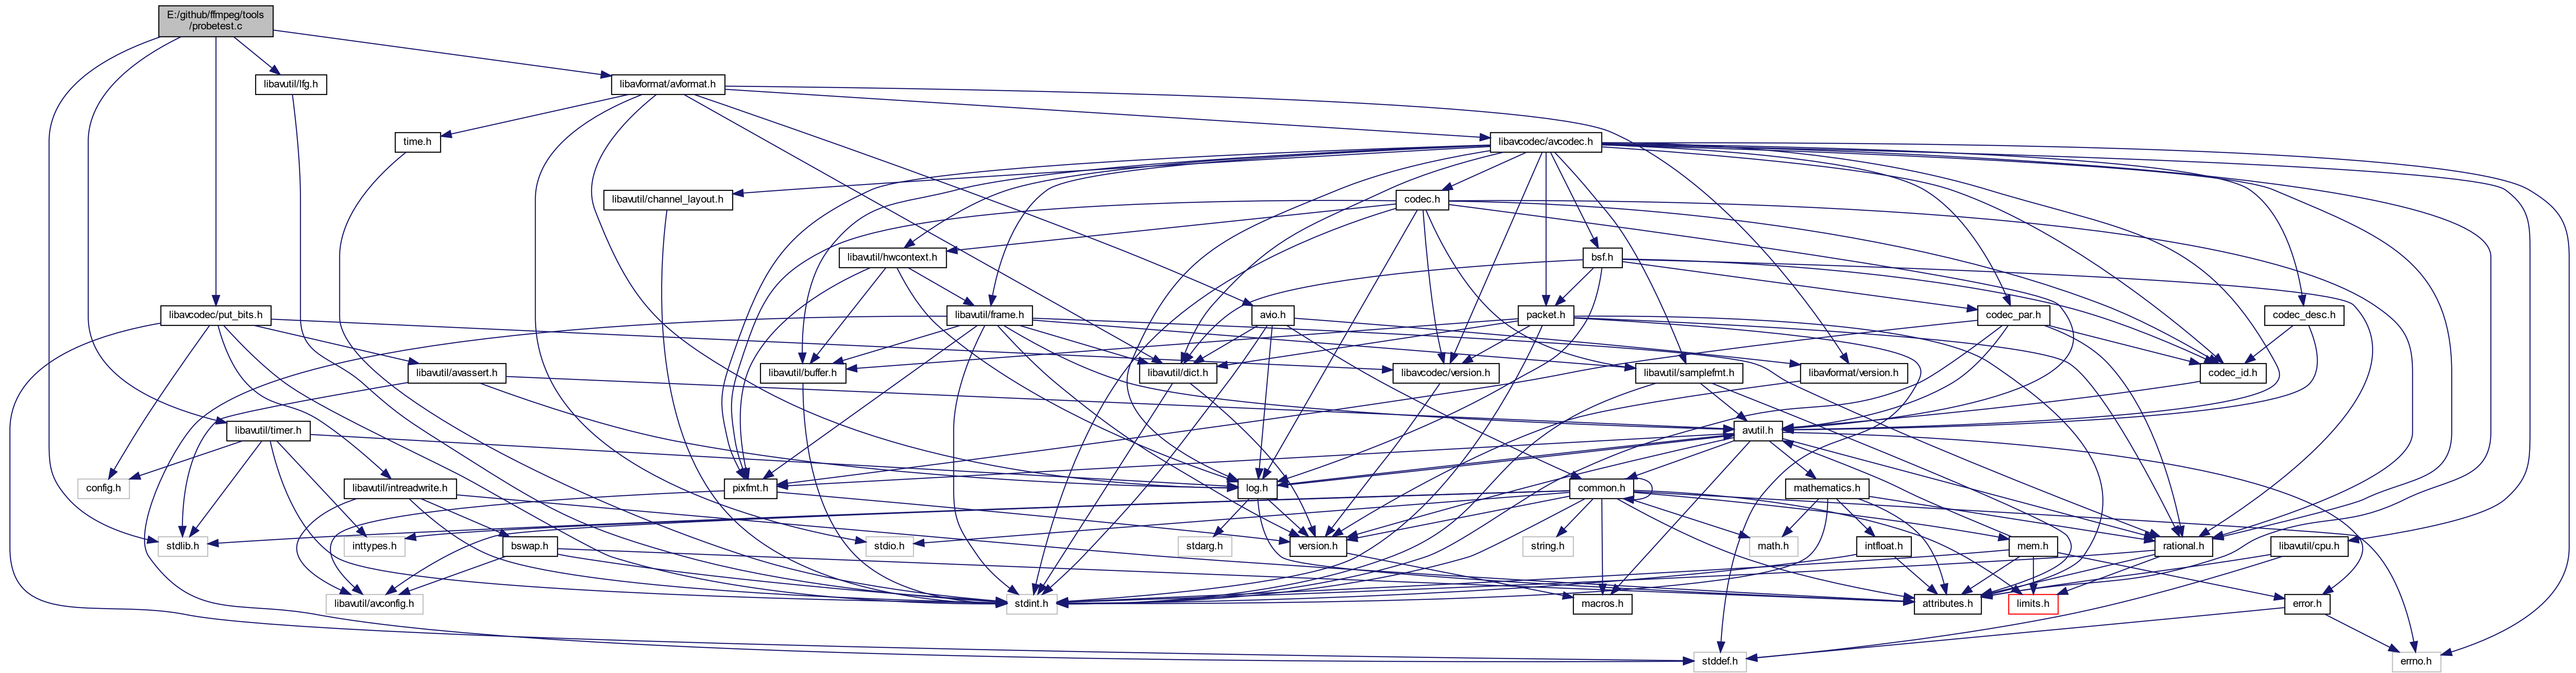 E:/github/ffmpeg/tools
/probetest.c
libavutil/lfg.h
libavformat/avformat.h
time.h
libavcodec/avcodec.h
libavutil/channel_layout.h
codec.h
libavutil/hwcontext.h
bsf.h
libavcodec/put_bits.h
libavutil/frame.h
avio.h
packet.h
codec_par.h
codec_desc.h
libavutil/avassert.h
libavutil/buffer.h
libavutil/dict.h
libavcodec/version.h
libavutil/samplefmt.h
libavformat/version.h
codec_id.h
libavutil/timer.h
avutil.h
config.h
libavutil/intreadwrite.h
pixfmt.h
log.h
common.h
mathematics.h
stdlib.h
inttypes.h
bswap.h
stdio.h
stdarg.h
version.h
string.h
math.h
intfloat.h
mem.h
rational.h
libavutil/cpu.h
libavutil/avconfig.h
stdint.h
macros.h
attributes.h
limits.h
error.h
stddef.h
errno.h